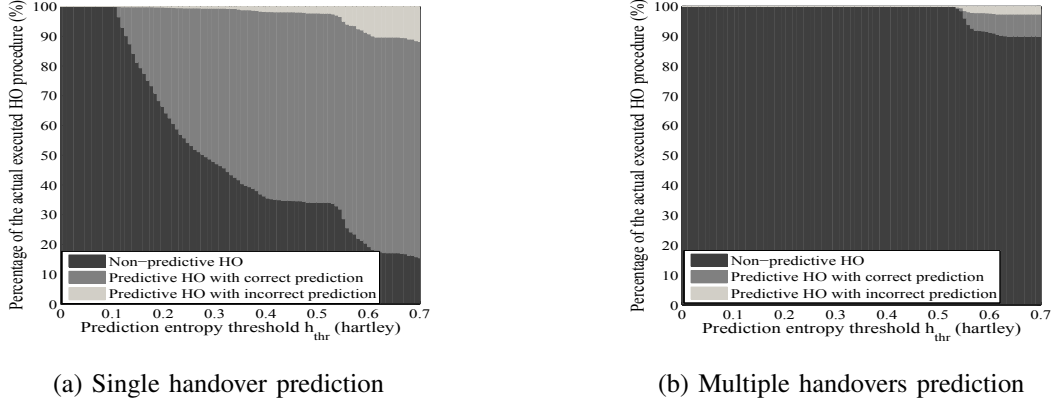 Percentage of the actual executed HO procedure (%)
100
90
80
70
60
50
40
30
20
10
0
Non−predictive HO
Predictive HO with correct prediction
Predictive HO with incorrect prediction
0 0.1 0.2 0.3 0.4 0.5 0.6 0.7
Prediction entropy threshold h_thr (hartley)
(a) Single handover prediction
Percentage of the actual executed HO procedure (%)
100
90
80
70
60
50
40
30
20
10
0
Non−predictive HO
Predictive HO with correct prediction
Predictive HO with incorrect prediction
0 0.1 0.2 0.3 0.4 0.5 0.6 0.7
Prediction entropy threshold h_thr (hartley)
(b) Multiple handovers prediction